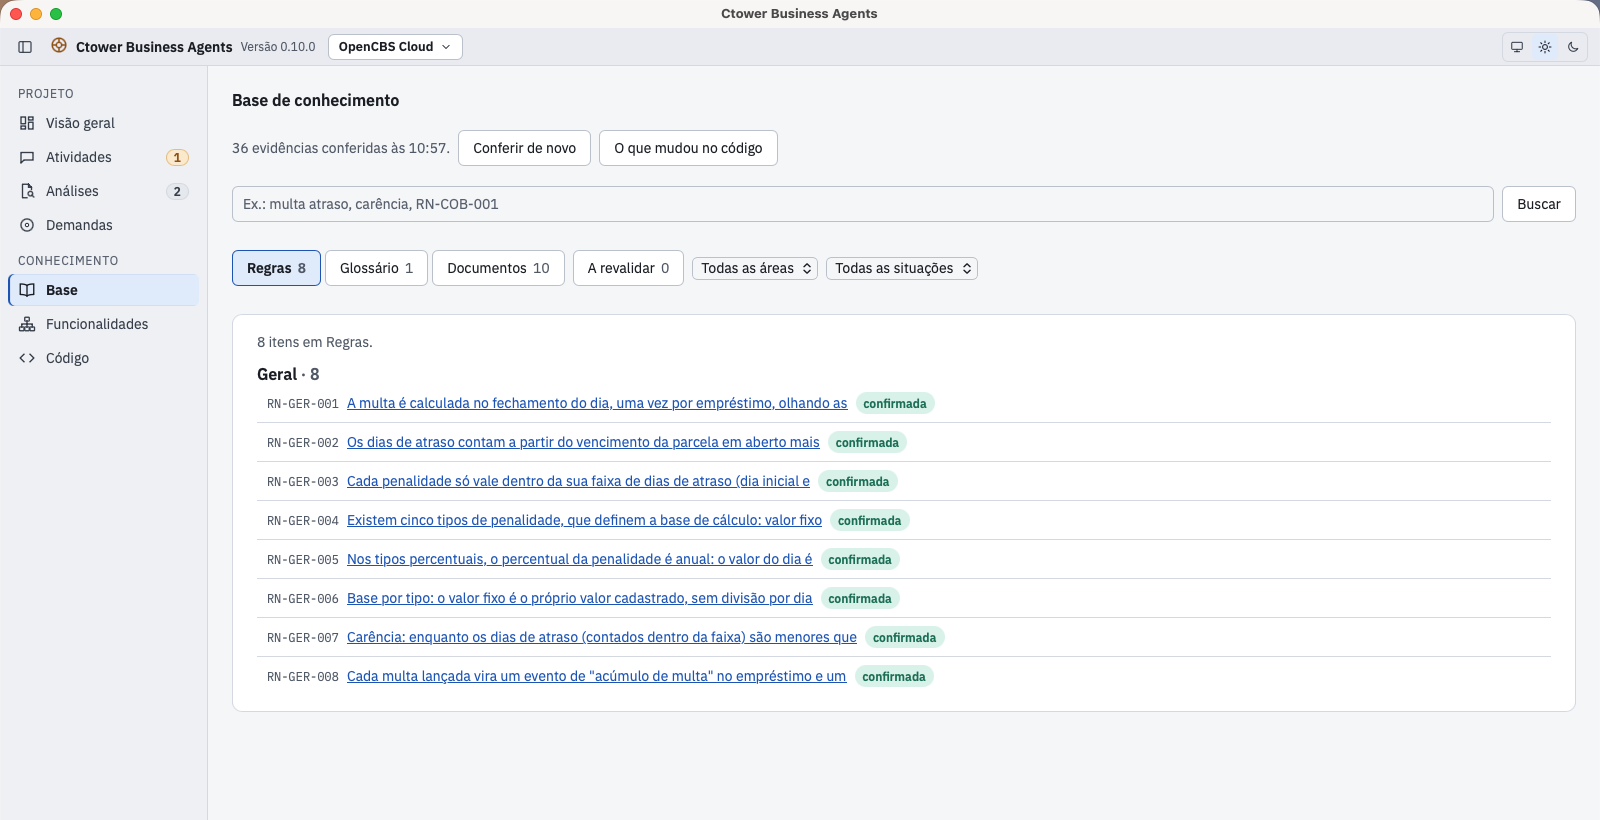 Ctower Business Agents
Ctower Business Agents Versão 0.10.0 OpenCBS Cloud
PROJETO
Visão geral
Atividades 1
Análises 2
Demandas
CONHECIMENTO
Base
Funcionalidades
Código
Base de conhecimento
36 evidências conferidas às 10:57. Conferir de novo O que mudou no código
Ex.: multa atraso, carência, RN-COB-001 Buscar
Regras 8 Glossário 1 Documentos 10 A revalidar 0 Todas as áreas Todas as situações
8 itens em Regras.
Geral · 8
RN-GER-001 A multa é calculada no fechamento do dia, uma vez por empréstimo, olhando as confirmada
RN-GER-002 Os dias de atraso contam a partir do vencimento da parcela em aberto mais confirmada
RN-GER-003 Cada penalidade só vale dentro da sua faixa de dias de atraso (dia inicial e confirmada
RN-GER-004 Existem cinco tipos de penalidade, que definem a base de cálculo: valor fixo confirmada
RN-GER-005 Nos tipos percentuais, o percentual da penalidade é anual: o valor do dia é confirmada
RN-GER-006 Base por tipo: o valor fixo é o próprio valor cadastrado, sem divisão por dia confirmada
RN-GER-007 Carência: enquanto os dias de atraso (contados dentro da faixa) são menores que confirmada
RN-GER-008 Cada multa lançada vira um evento de "acúmulo de multa" no empréstimo e um confirmada